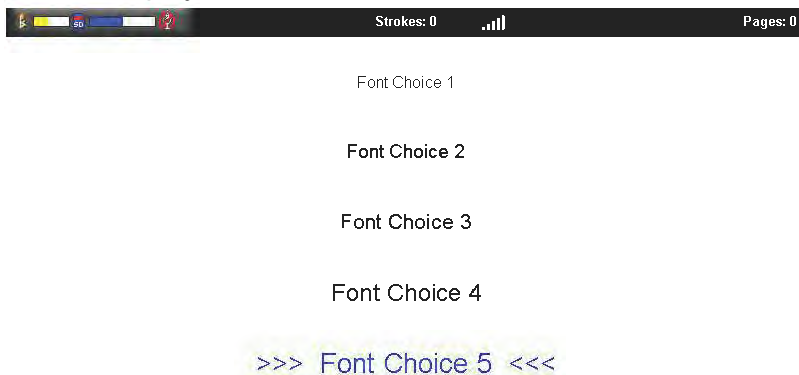 SD Strokes: 0 Pages: 0
Font Choice 1
Font Choice 2
Font Choice 3
Font Choice 4
>>> Font Choice 5 <<<